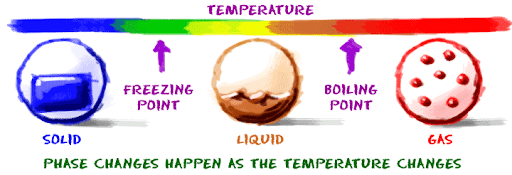 TEMPERATURE
FREEZING
POINT
BOILING
POINT
SOLID
LIQUID
GAS
PHASE CHANGES HAPPEN AS THE TEMPERATURE CHANGES